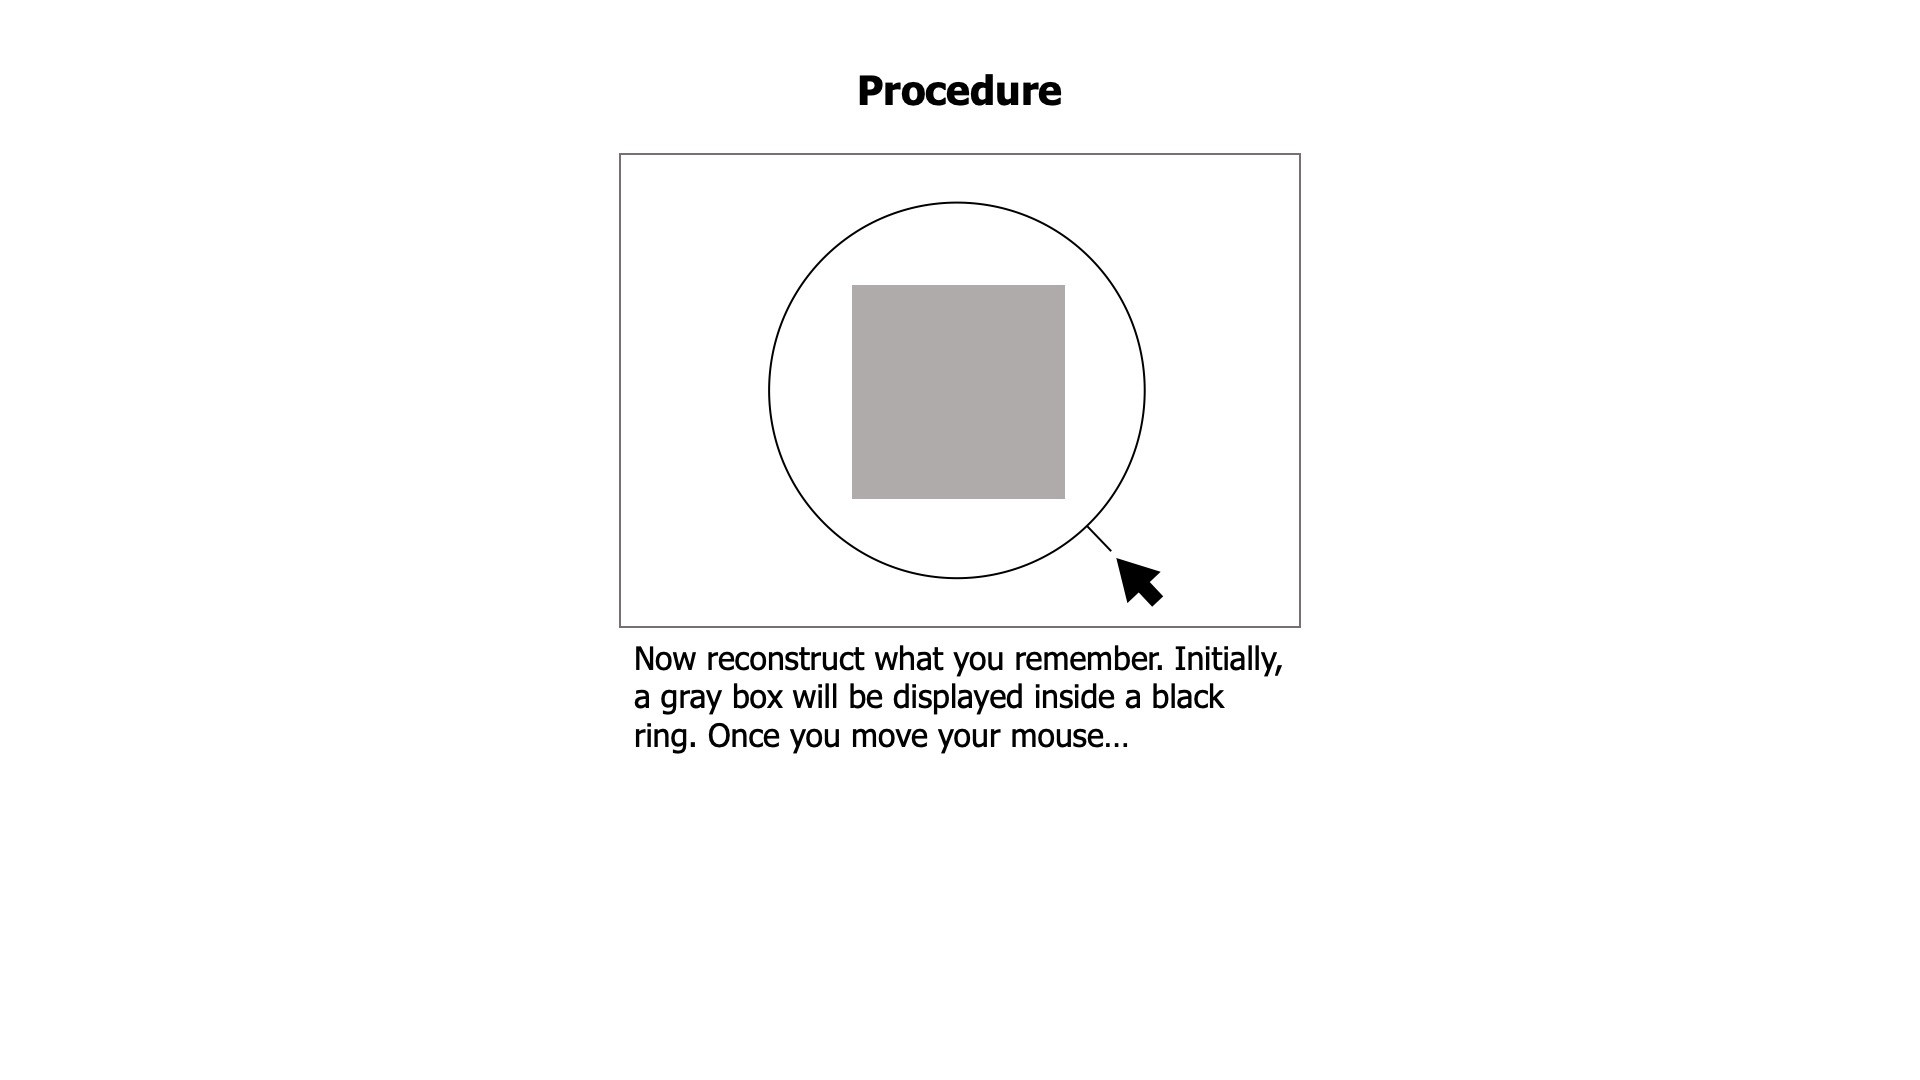 Procedure
Now reconstruct what you remember. Initially,
a gray box will be displayed inside a black
ring. Once you move your mouse...